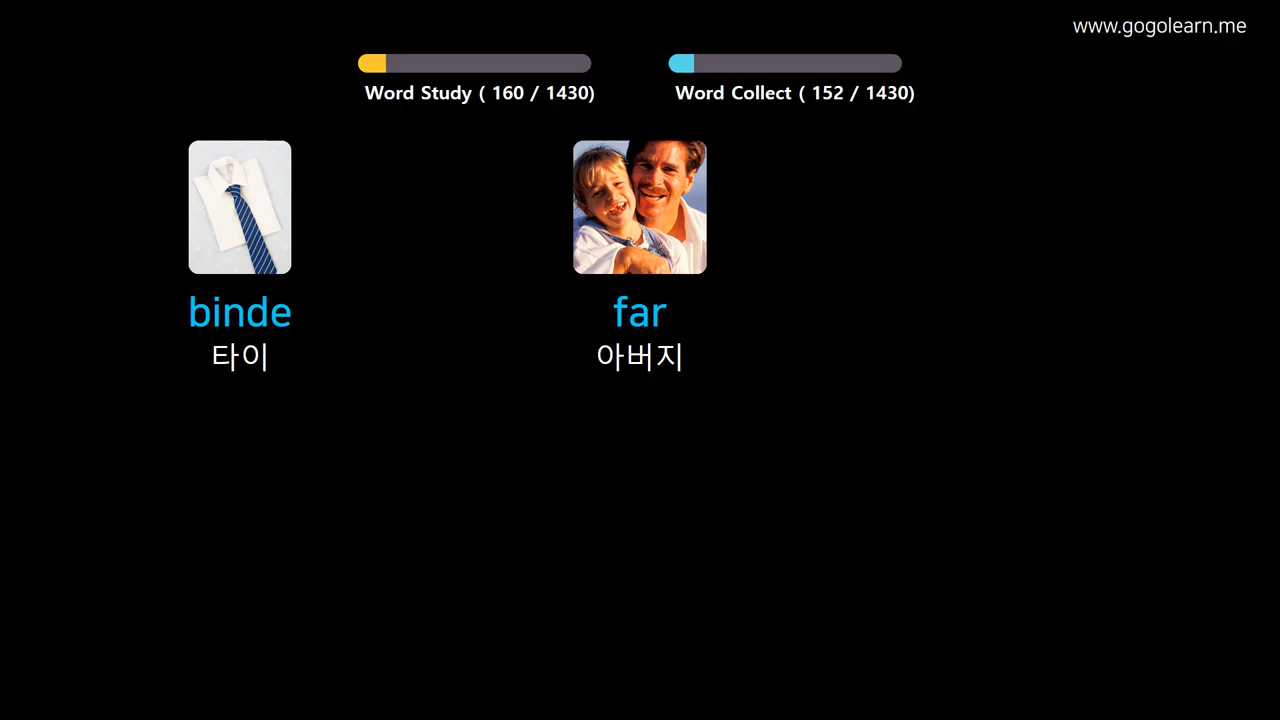 www.gogolearn.me
Word Study ( 160 / 1430)
Word Collect ( 152 / 1430)
binde
타이
far
아버지